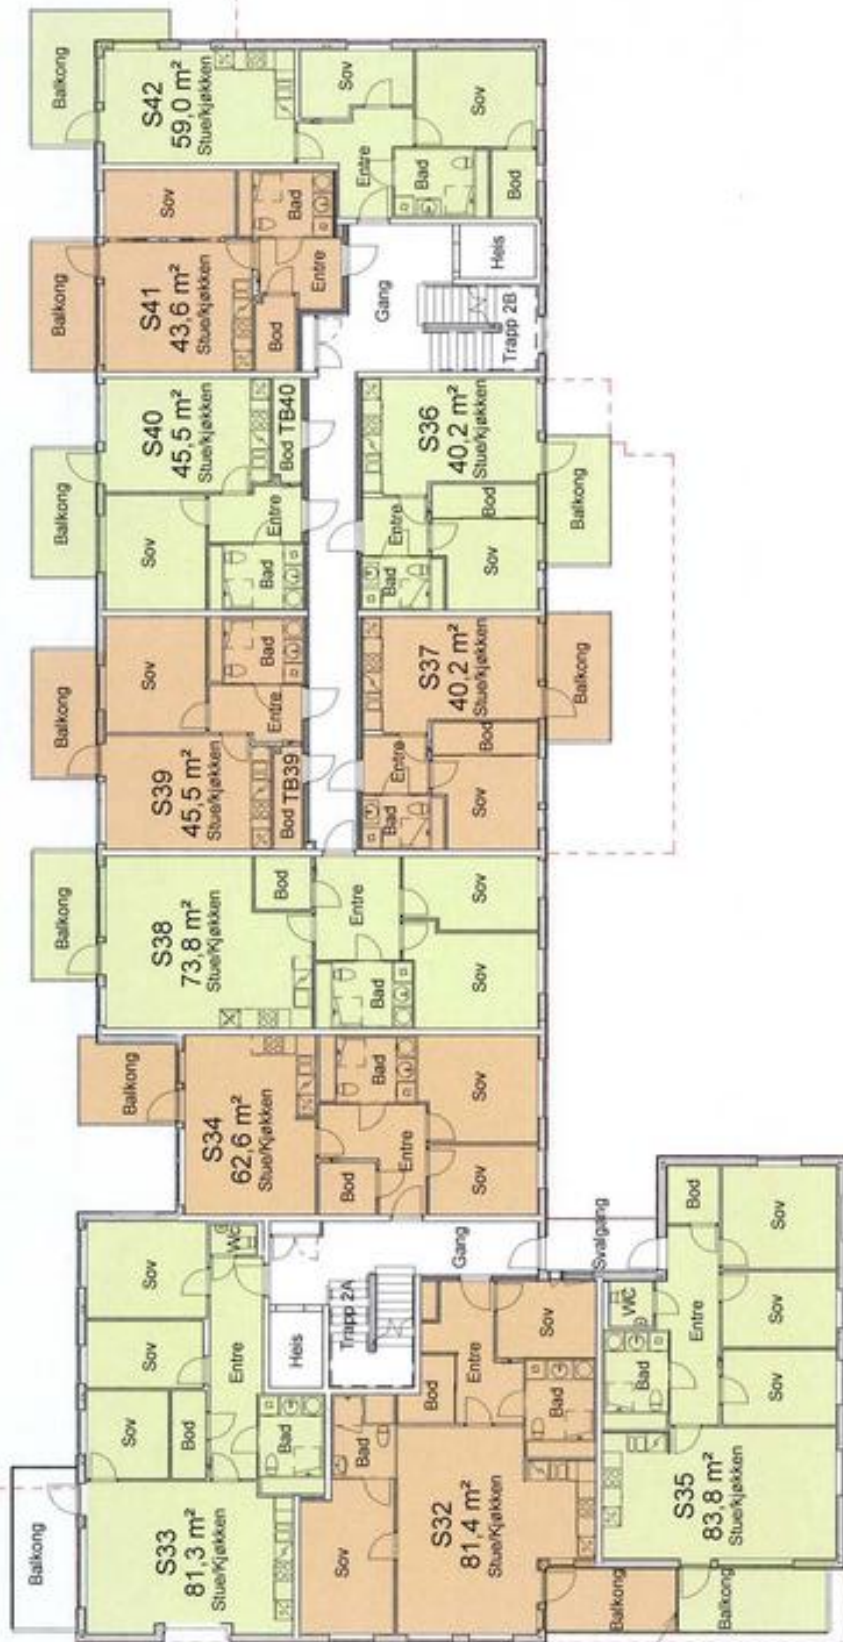 Balkong
S42
59,0 m²
Stue/kjøkken
Sov
Sov
Entre
Bad
Bod
Sov
Bad
Balkong
S41
43,6 m²
Stue/kjøkken
Entre
Bod
Gang
Heis
Trapp 2B
Balkong
S40
45,5 m²
Stue/kjøkken
Bod TB40
Sov
Entre
Bad
S36
40,2 m²
Stue/kjøkken
Balkong
Entre
Bod
Bad
Sov
Balkong
Sov
Bad
Entre
S39
45,5 m²
Stue/kjøkken
Bod TB39
S37
40,2 m²
Stue/kjøkken
Balkong
Entre
Bod
Bad
Sov
Balkong
S38
73,8 m²
Stue/Kjøkken
Bod
Entre
Sov
Bad
Sov
Balkong
S34
62,6 m²
Stue/Kjøkken
Bad
Sov
Entre
Bod
Sov
Gang
Svalgang
Trapp 2A
Heis
Sov
WC
Sov
Entre
Sov
Bod
Bad
Balkong
S33
81,3 m²
Stue/Kjøkken
Sov
Entre
Bod
Bad
Bad
Sov
S32
81,4 m²
Stue/Kjøkken
Balkong
Bod
Sov
WC
Entre
Sov
Bad
Sov
S35
83,8 m²
Stue/kjøkken
Balkong